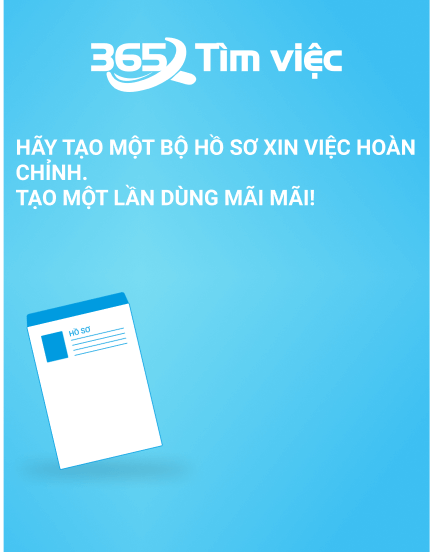 365 Tìm việc
HÃY TẠO MỘT BỘ HỒ SƠ XIN VIỆC HOÀN
CHỈNH.
TẠO MỘT LẦN DÙNG MÃI MÃI!
HỒ SƠ